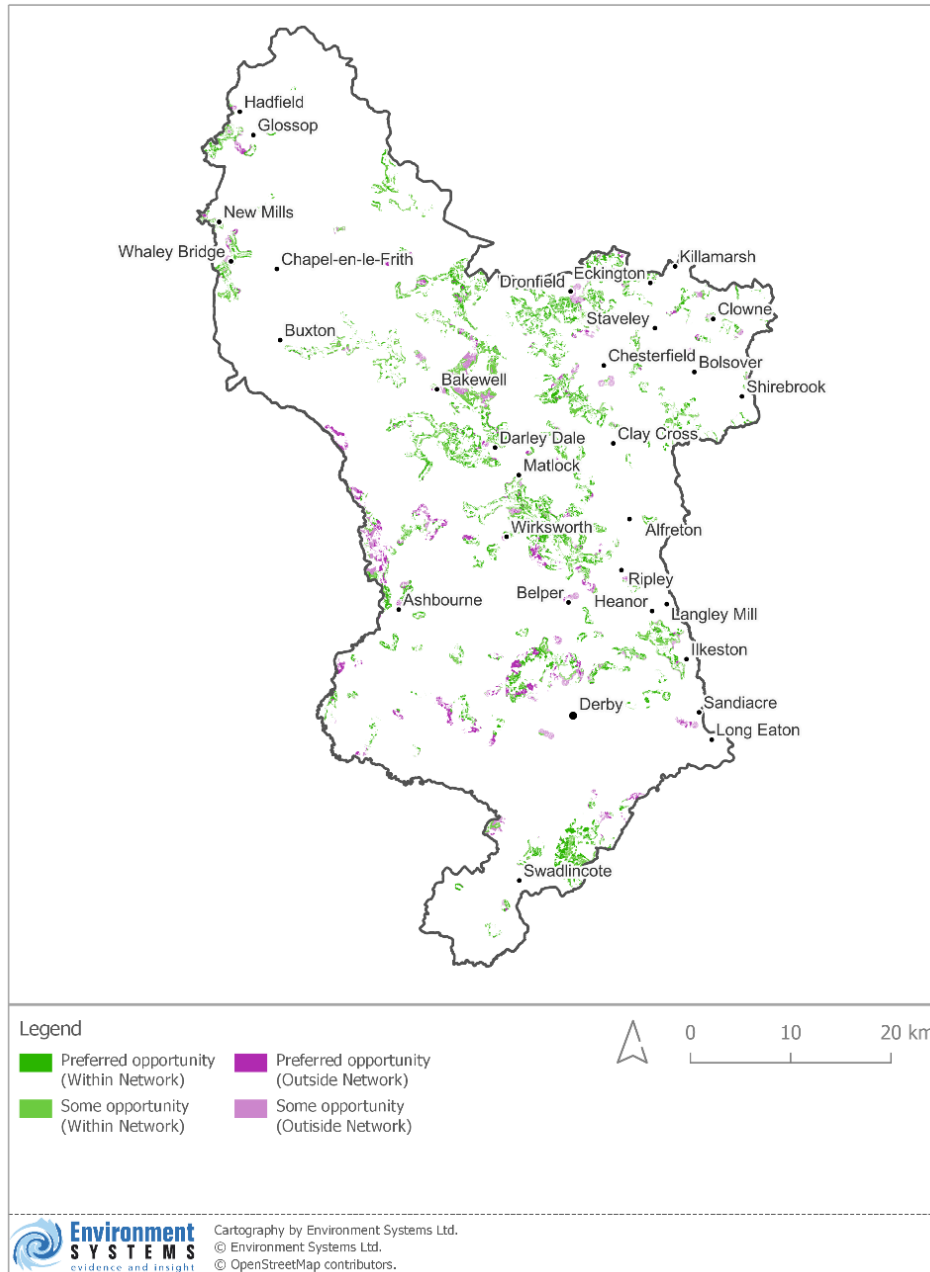 Hadfield
Glossop
New Mills
Whaley Bridge
Chapel-en-le-Frith
Killamarsh
Eckington
Dronfield
Clowne
Staveley
Buxton
Chesterfield
Bolsover
Bakewell
Shirebrook
Darley Dale
Clay Cross
Matlock
Wirksworth
Alfreton
Ripley
Belper
Heanor
Ashbourne
Langley Mill
Ilkeston
Derby
Sandiacre
Long Eaton
Swadlincote
Legend
Preferred opportunity
(Within Network)
Preferred opportunity
(Outside Network)
Some opportunity
(Within Network)
Some opportunity
(Outiside Network)
0 10 20 km
Environment
SYSTEMS
evidence and insight
Cartography by Environment Systems Ltd.
© Environment Systems Ltd.
© OpenStreetMap contributors.